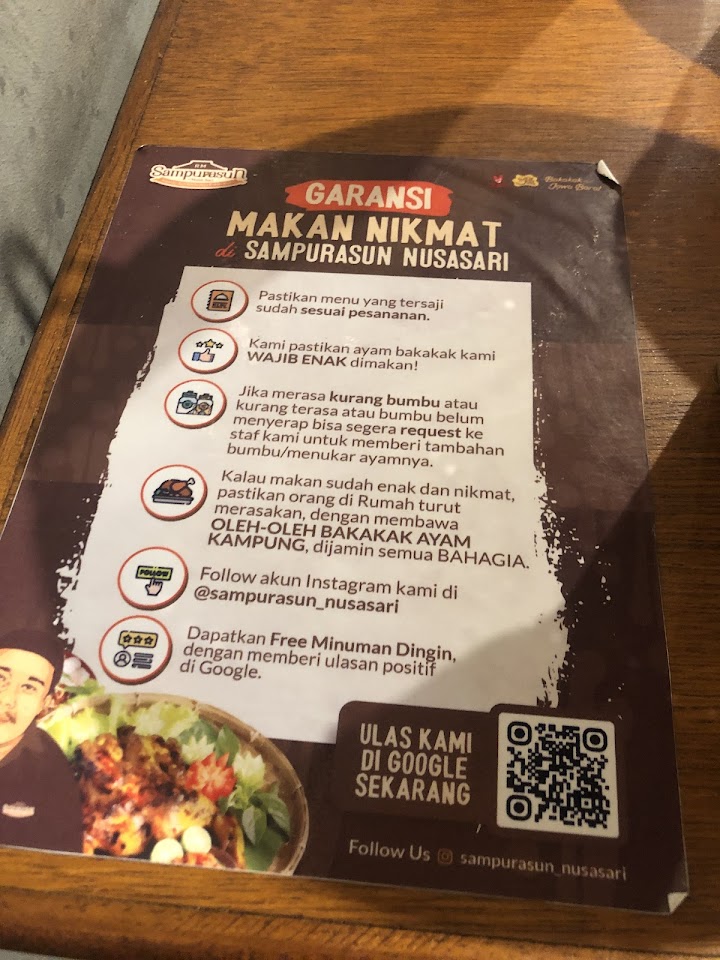 RM
Sampurasun
Bakakak
Jawa Barat
GARANSI
MAKAN NIKMAT
di SAMPURASUN NUSASARI
Pastikan menu yang tersaji
sudah sesuai pesananan.
Kami pastikan ayam bakakak kami
WAJIB ENAK dimakan!
Jika merasa kurang bumbu atau
kurang terasa atau bumbu belum
menyerap bisa segera request ke
staf kami untuk memberi tambahan
bumbu/menukar ayamnya.
Kalau makan sudah enak dan nikmat,
pastikan orang di Rumah turut
merasakan, dengan membawa
OLEH-OLEH BAKAKAK AYAM
KAMPUNG, dijamin semua BAHAGIA.
FOLLOW
Follow akun Instagram kami di
@sampurasun_nusasari
Dapatkan Free Minuman Dingin,
dengan memberi ulasan positif
di Google.
ULAS KAMI
DI GOOGLE
SEKARANG
Follow Us sampurasun_nusasari